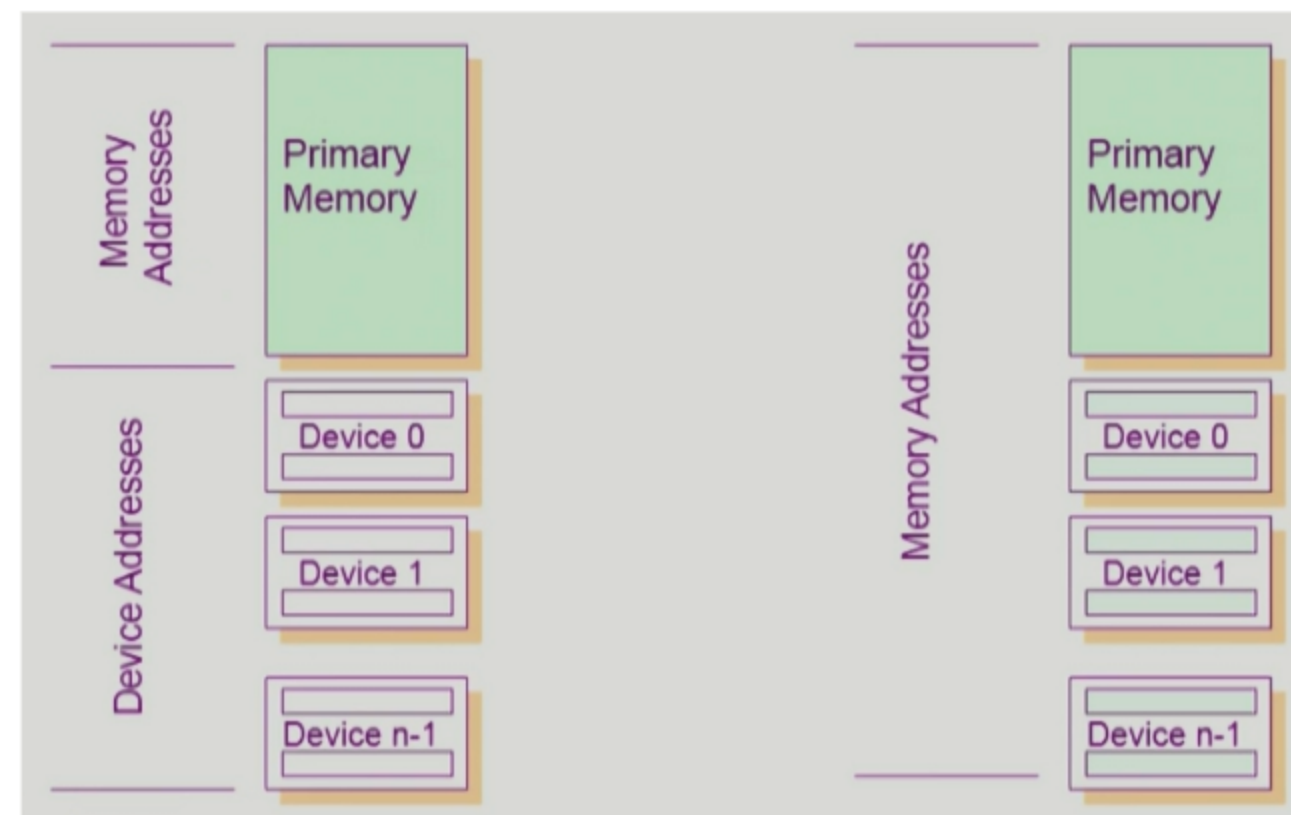 Memory
Addresses
Primary
Memory
Device Addresses
Device 0
Device 1
Device n-1
Memory Addresses
Primary
Memory
Device 0
Device 1
Device n-1